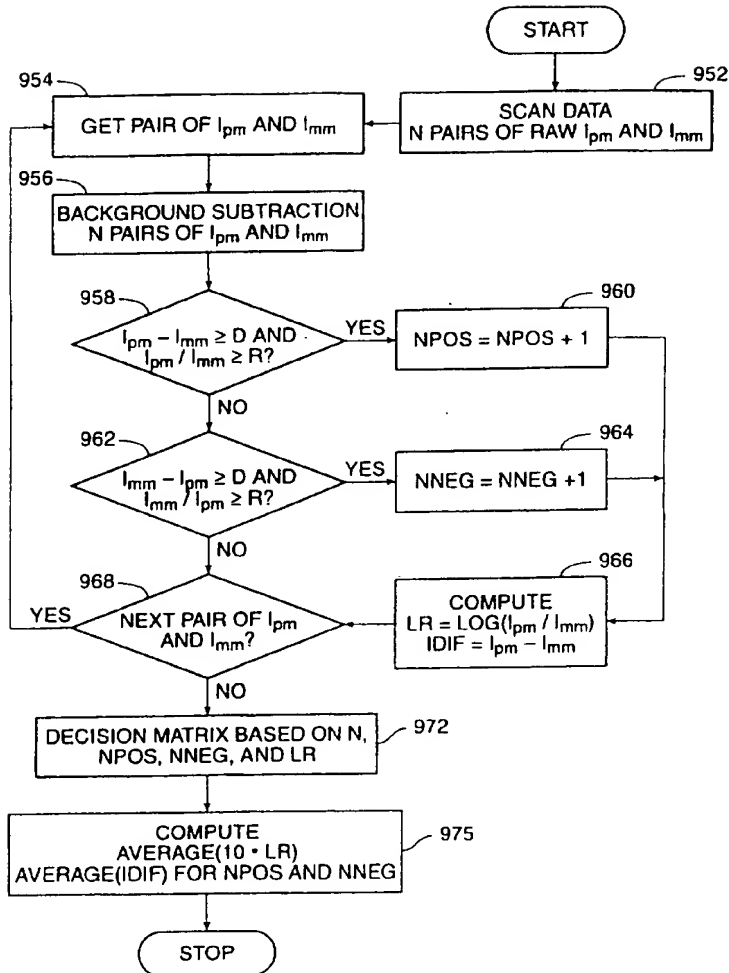 START
952
SCAN DATA
N PAIRS OF RAW Ipm AND Imm
954
GET PAIR OF Ipm AND Imm
956
BACKGROUND SUBTRACTION
N PAIRS OF Ipm AND Imm
958
Ipm – Imm ≥ D AND
Ipm / Imm ≥ R?
YES
960
NPOS = NPOS + 1
NO
962
Imm – Ipm ≥ D AND
Imm / Ipm ≥ R?
YES
964
NNEG = NNEG +1
NO
966
COMPUTE
LR = LOG(Ipm / Imm)
IDIF = Ipm – Imm
968
YES
NEXT PAIR OF Ipm
AND Imm?
NO
DECISION MATRIX BASED ON N,
NPOS, NNEG, AND LR
972
COMPUTE
AVERAGE(10 • LR)
AVERAGE(IDIF) FOR NPOS AND NNEG
975
STOP